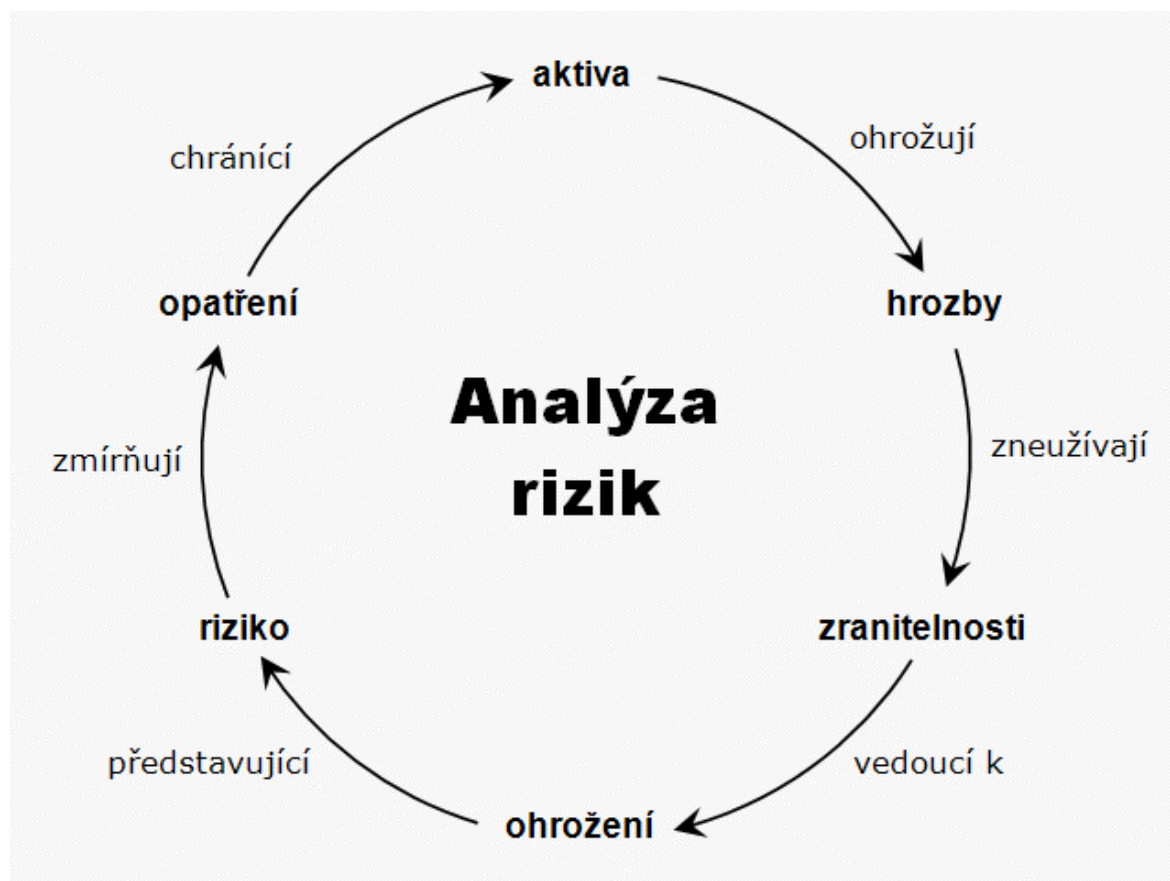 aktiva
ohrožují
hrozby
zneužívají
zranitelnosti
vedoucí k
ohrožení
představující
riziko
zmírňují
opatření
chránící
Analýza
rizik